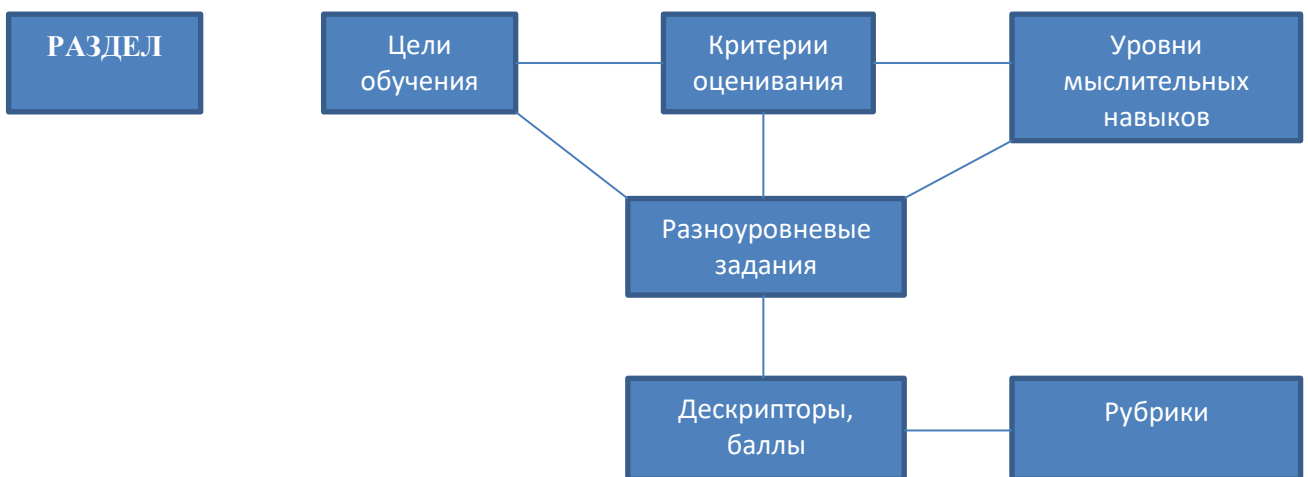 РАЗДЕЛ
Цели
обучения
Критерии
оценивания
Уровни
мыслительных
навыков
Разноуровневые
задания
Дескрипторы,
баллы
Рубрики